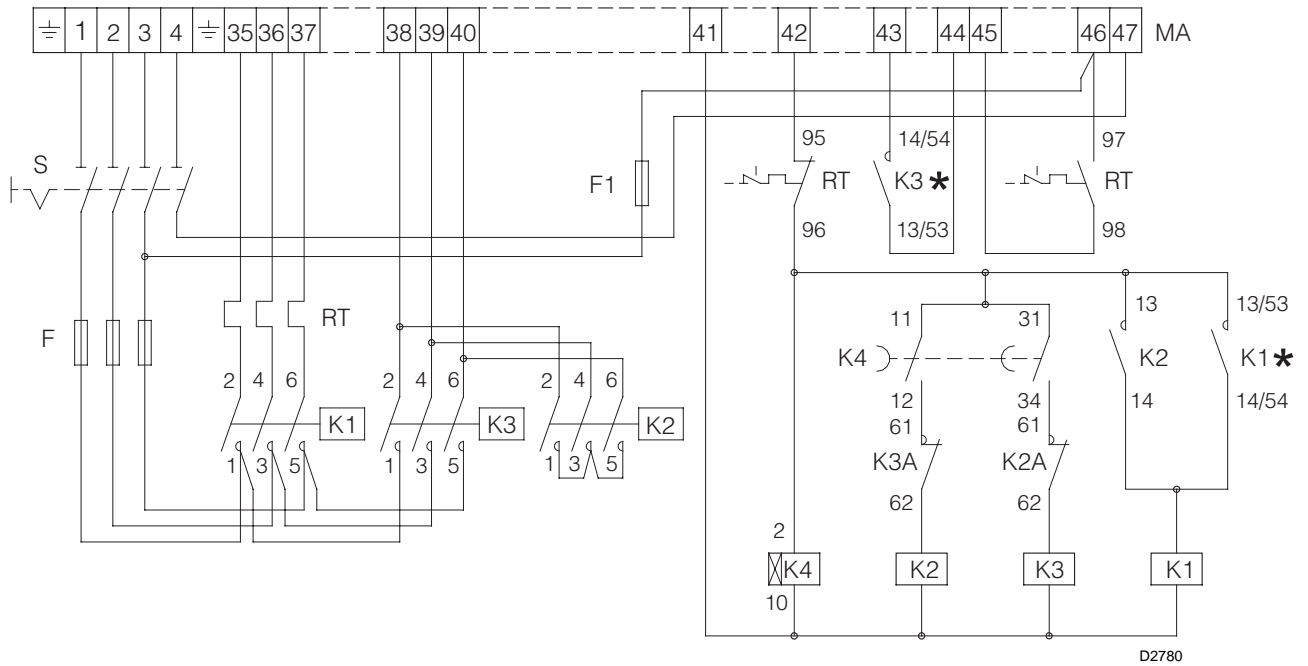 1 2 3 4 35 36 37 38 39 40 41 42 43 44 45 46 47 MA
95 14/54 97
S F1 RT K3 * RT
96 13/53 98
F RT 11 31 13 13/53
K4 K2 K1 *
2 4 6 2 4 6 2 4 6 12 34 14 14/54
K1 K3 K2 61 61
1 3 5 1 3 5 1 3 5 K3A K2A
62 62
2
K4 K2 K3 K1
10
D2780